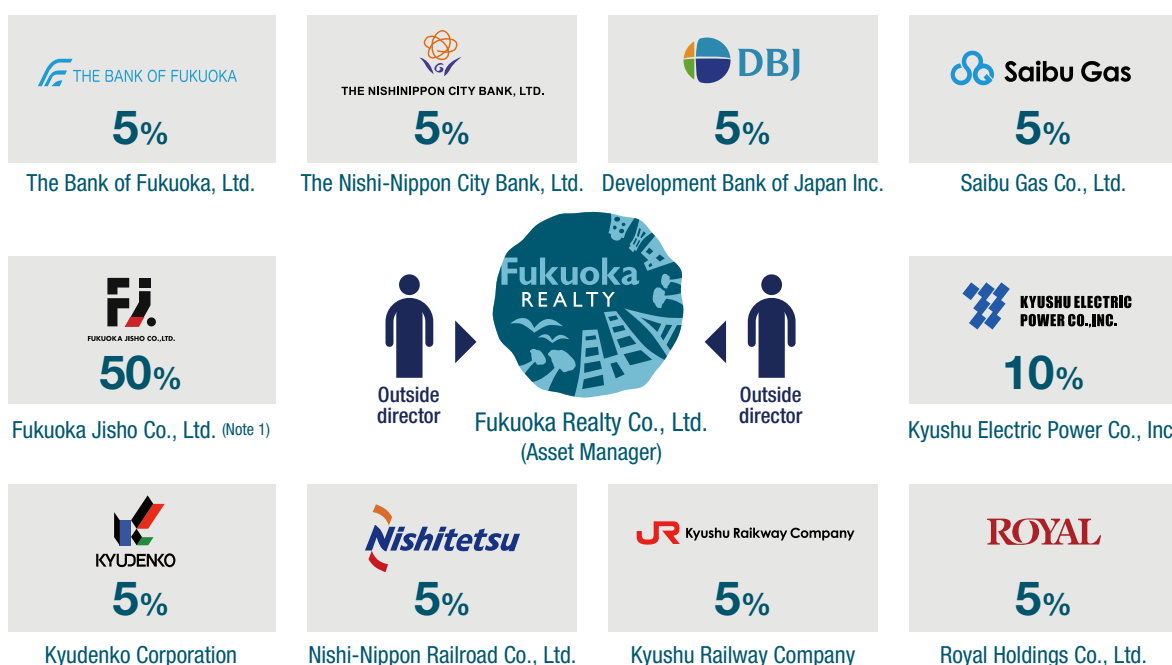 THE BANK OF FUKUOKA
5%
The Bank of Fukuoka, Ltd.
THE NISHINIPPON CITY BANK, LTD.
5%
The Nishi-Nippon City Bank, Ltd.
DBJ
5%
Development Bank of Japan Inc.
Saibu Gas
5%
Saibu Gas Co., Ltd.
FJ.
FUKUOKA JISHO CO.,LTD.
50%
Fukuoka Jisho Co., Ltd. (Note 1)
Outside
director
Fukuoka
REALTY
Fukuoka Realty Co., Ltd.
(Asset Manager)
Outside
director
KYUSHU ELECTRIC
POWER CO.,INC.
10%
Kyushu Electric Power Co., Inc
KYUDENKO
5%
Kyudenko Corporation
Nishitetsu
5%
Nishi-Nippon Railroad Co., Ltd.
JR Kyushu Raikway Company
5%
Kyushu Railway Company
ROYAL
5%
Royal Holdings Co., Ltd.